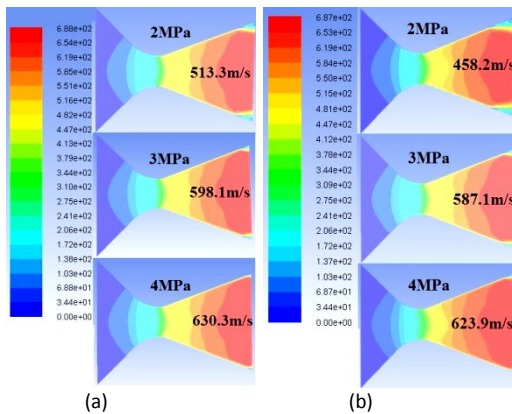 6.88e+02
6.54e+02
6.19e+02
5.85e+02
5.50e+02
5.16e+02
4.82e+02
4.47e+02
4.13e+02
3.79e+02
3.44e+02
3.10e+02
2.75e+02
2.41e+02
2.06e+02
1.72e+02
1.38e+02
1.03e+02
6.88e+01
3.44e+01
0.00e+00
2MPa
513.3m/s
3MPa
598.1m/s
4MPa
630.3m/s
(a)
6.87e+02
6.53e+02
6.19e+02
5.84e+02
5.50e+02
5.15e+02
4.81e+02
4.47e+02
4.12e+02
3.78e+02
3.44e+02
3.09e+02
2.75e+02
2.41e+02
2.06e+02
1.72e+02
1.37e+02
1.03e+02
6.87e+01
3.44e+01
0.00e+00
2MPa
458.2m/s
3MPa
587.1m/s
4MPa
623.9m/s
(b)